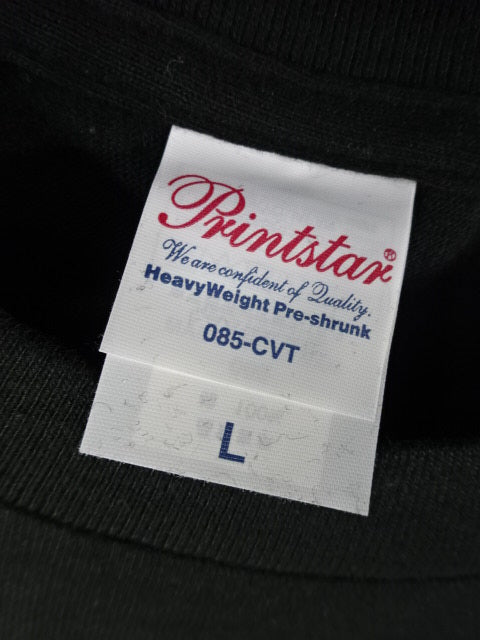 Printstar®
We are confident of Quality.
HeavyWeight Pre-shrunk
085-CVT
L